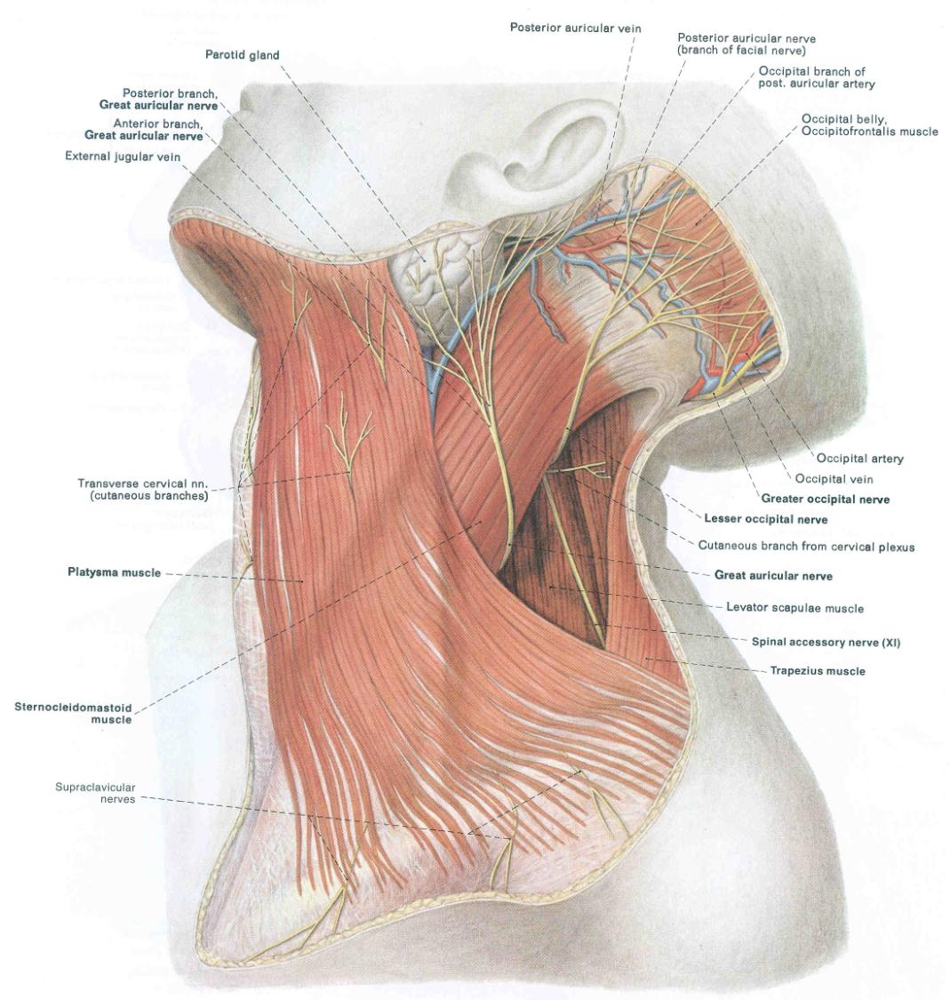 Posterior auricular vein
Posterior auricular nerve
(branch of facial nerve)
Parotid gland
Occipital branch of
post. auricular artery
Posterior branch,
Great auricular nerve
Occipital belly,
Occipitofrontalis muscle
Anterior branch,
Great auricular nerve
External jugular vein
Occipital artery
Occipital vein
Transverse cervical nn.
(cutaneous branches)
Greater occipital nerve
Lesser occipital nerve
Cutaneous branch from cervical plexus
Platysma muscle
Great auricular nerve
Levator scapulae muscle
Spinal accessory nerve (XI)
Trapezius muscle
Sternocleidomastoid
muscle
Supraclavicular
nerves